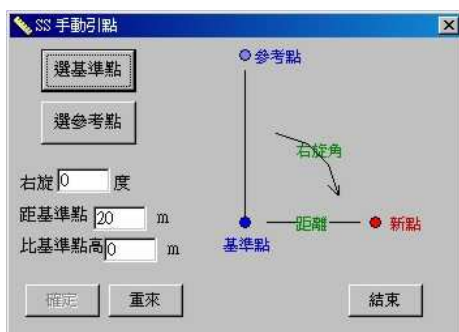 SS 手動引點
選基準點
選參考點
右旋 0 度
距基準點 20 m
比基準點高 0 m
確定 重來 結束
參考點
右旋角
距離 新點
基準點